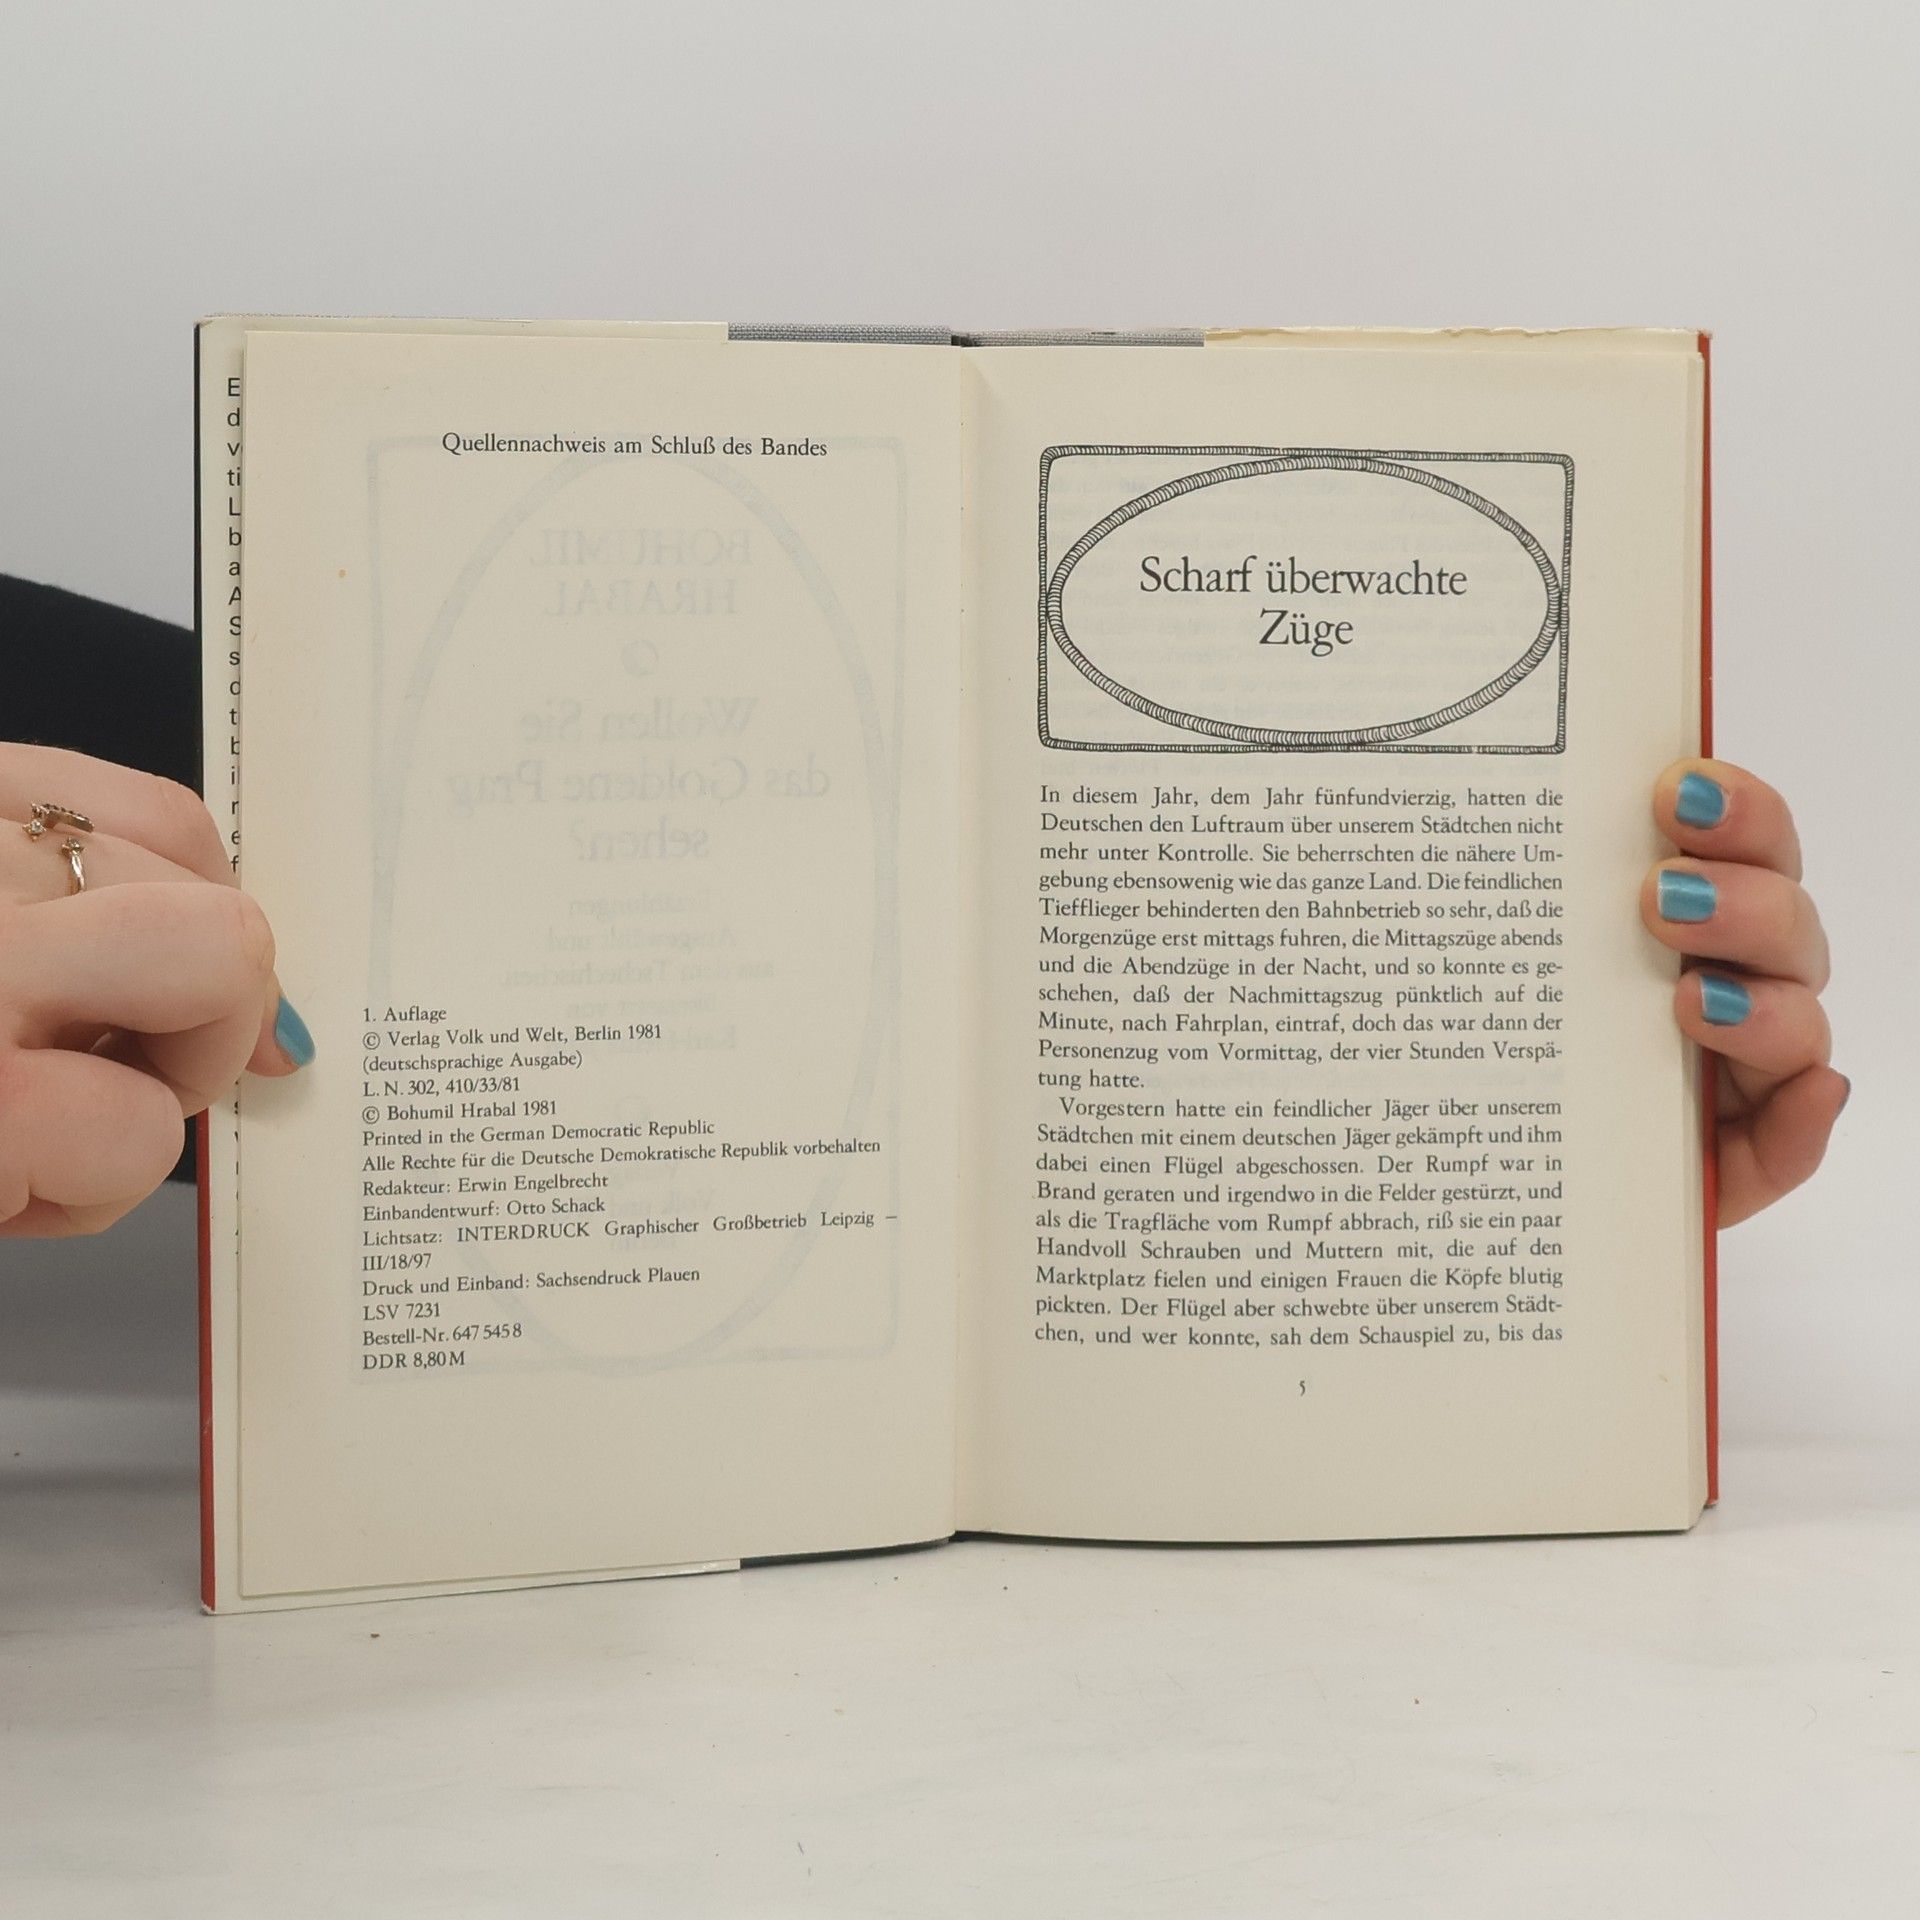 Quellennachweis am Schluß des Bandes
1. Auflage
© Verlag Volk und Welt, Berlin 1981
(deutschsprachige Ausgabe)
L. N. 302, 410/33/81
© Bohumil Hrabal 1981
Printed in the German Democratic Republic
Alle Rechte für die Deutsche Demokratische Republik vorbehalten
Redakteur: Erwin Engelbrecht
Einbandentwurf: Otto Schack
Lichtsatz: INTERDRUCK Graphischer Großbetrieb Leipzig –
III/18/97
Druck und Einband: Sachsendruck Plauen
LSV 7231
Bestell-Nr. 647 545 8
DDR 8,80 M
Scharf überwachte
Züge
In diesem Jahr, dem Jahr fünfundvierzig, hatten die
Deutschen den Luftraum über unserem Städtchen nicht
mehr unter Kontrolle. Sie beherrschten die nähere Um-
gebung ebensowenig wie das ganze Land. Die feindlichen
Tiefflieger behinderten den Bahnbetrieb so sehr, daß die
Morgenzüge erst mittags fuhren, die Mittagszüge abends
und die Abendzüge in der Nacht, und so konnte es ge-
schehen, daß der Nachmittagszug pünktlich auf die
Minute, nach Fahrplan, eintraf, doch das war dann der
Personenzug vom Vormittag, der vier Stunden Verspä-
tung hatte.
Vorgestern hatte ein feindlicher Jäger über unserem
Städtchen mit einem deutschen Jäger gekämpft und ihm
dabei einen Flügel abgeschossen. Der Rumpf war in
Brand geraten und irgendwo in die Felder gestürzt, und
als die Tragfläche vom Rumpf abbrach, riß sie ein paar
Handvoll Schrauben und Muttern mit, die auf den
Marktplatz fielen und einigen Frauen die Köpfe blutig
pickten. Der Flügel aber schwebte über unserem Städt-
chen, und wer konnte, sah dem Schauspiel zu, bis das
5